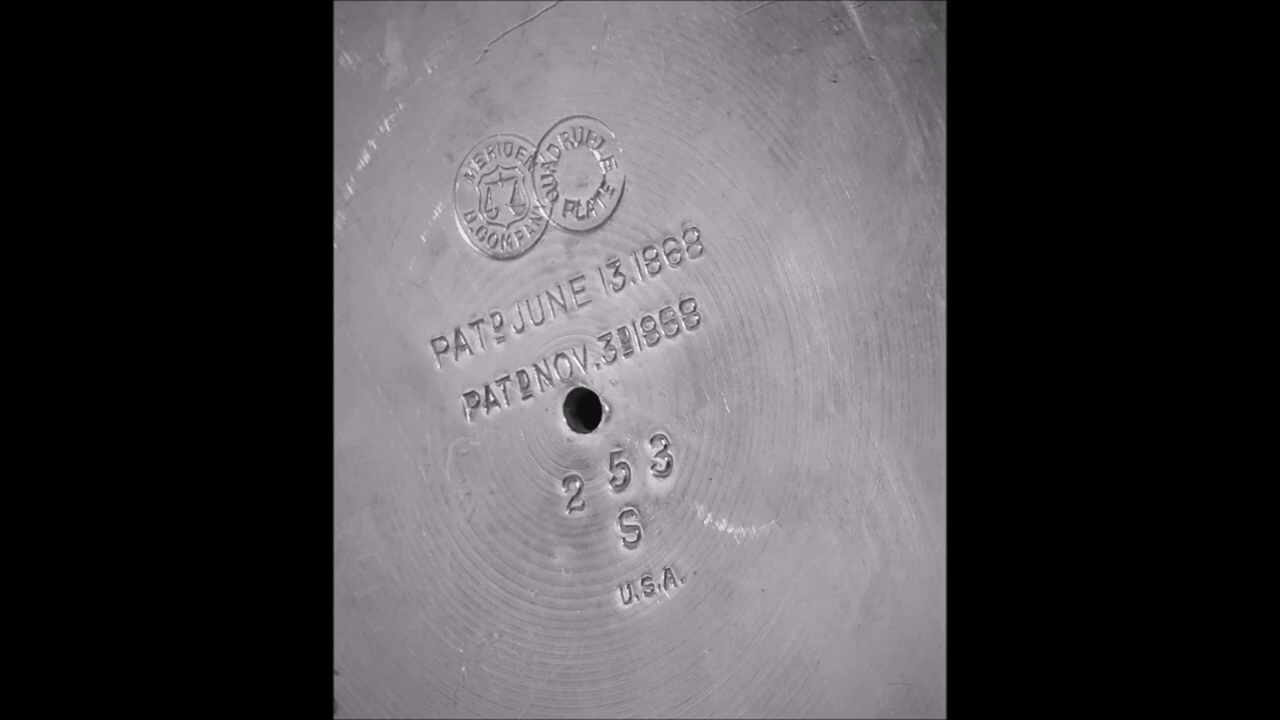 MERIDEN
B. COMPANY
QUADRUPLE
PLATE
PATD JUNE 13, 1868
PATD NOV. 3D 1868
2 5 3
S
U.S.A.